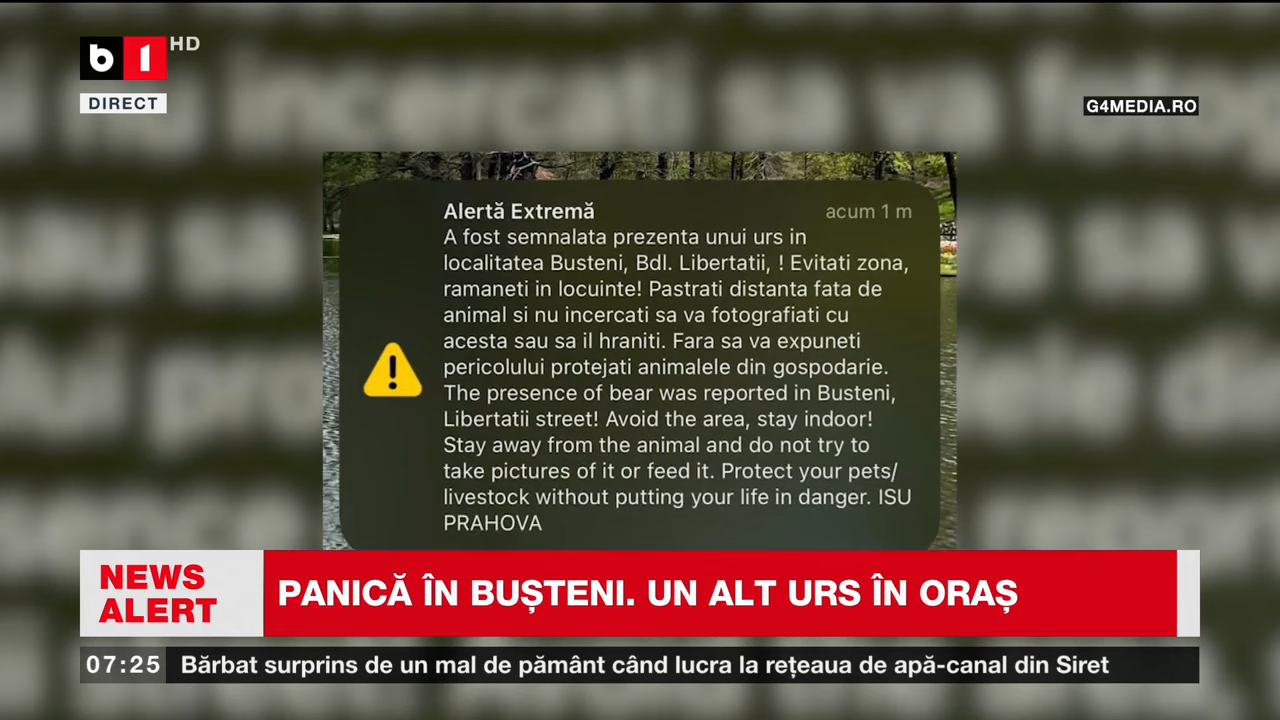 b1 HD
DIRECT
G4MEDIA.RO
Alertă Extremă
acum 1 m
A fost semnalata prezenta unui urs in
localitatea Busteni, Bdl. Libertatii, ! Evitati zona,
ramaneti in locuinte! Pastrati distanta fata de
animal si nu incercati sa va fotografiati cu
acesta sau sa il hraniti. Fara sa va expuneti
pericolului protejati animalele din gospodarie.
The presence of bear was reported in Busteni,
Libertatii street! Avoid the area, stay indoor!
Stay away from the animal and do not try to
take pictures of it or feed it. Protect your pets/
livestock without putting your life in danger. ISU
PRAHOVA
NEWS
ALERT
PANICĂ ÎN BUȘTENI. UN ALT URS ÎN ORAȘ
07:25 Bărbat surprins de un mal de pământ când lucra la rețeaua de apă-canal din Siret